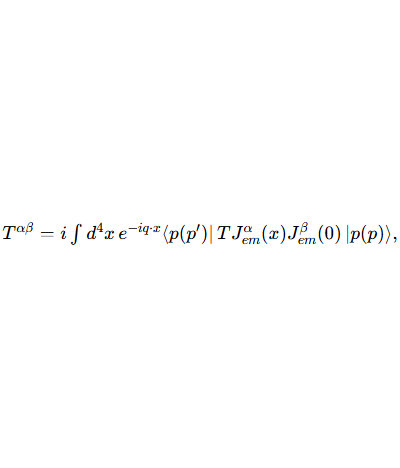 $T^{\alpha\beta} = i \int d^4x \, e^{-iq \cdot x} \langle p(p') | \, T J^{\alpha}_{em}(x) J^{\beta}_{em}(0) \, | p(p) \rangle,$